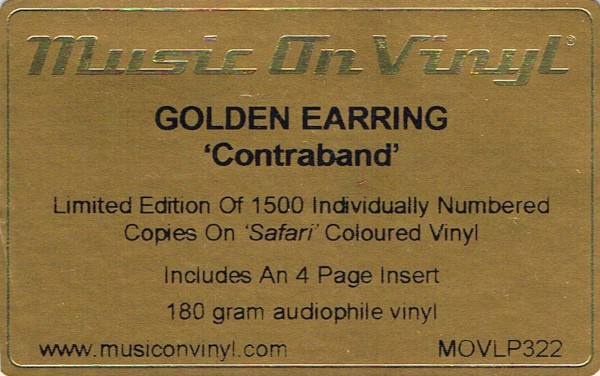 Music On Vinyl®
GOLDEN EARRING
'Contraband'
Limited Edition Of 1500 Individually Numbered
Copies On 'Safari' Coloured Vinyl
Includes An 4 Page Insert
180 gram audiophile vinyl
www.musiconvinyl.com MOVLP322